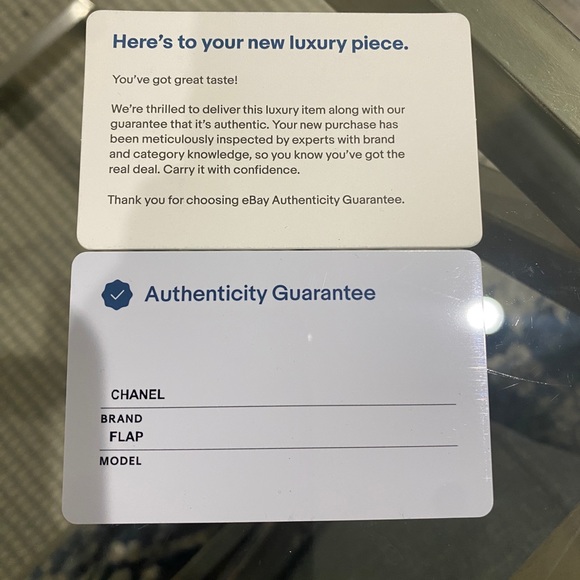 Here's to your new luxury piece.
You've got great taste!
We're thrilled to deliver this luxury item along with our
guarantee that it's authentic. Your new purchase has
been meticulously inspected by experts with brand
and category knowledge, so you know you've got the
real deal. Carry it with confidence.
Thank you for choosing eBay Authenticity Guarantee.
Authenticity Guarantee
CHANEL
BRAND
FLAP
MODEL